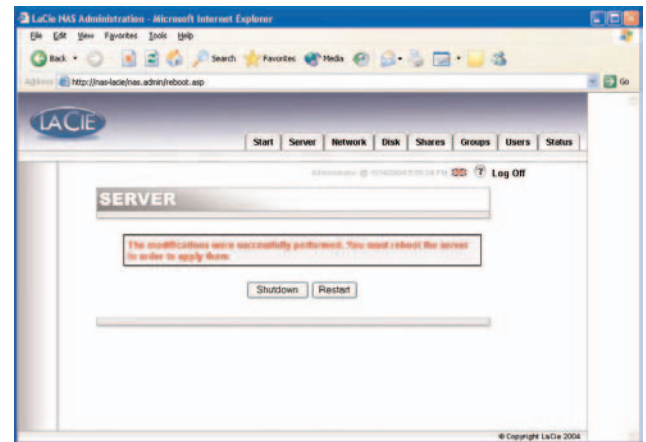 LaCie NAS Administration - Microsoft Internet Explorer
File Edit View Favorites Tools Help
Back Search Favorites Media
Address http://nas-lacie/nas.admin/reboot.asp Go
LACIE
Start Server Network Disk Shares Groups Users Status
Administrator @ ? Log Off
SERVER
The modifications were successfully performed. You must reboot the server
in order to apply them
Shutdown Restart
© Copyright LaCie 2004